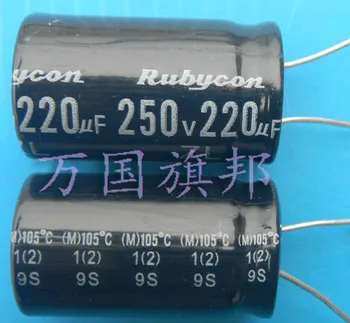 ycon Rubycon
220µF 250v 220µF
万国旗邦
(M)105°C (M)105°C (M)105°C (M)105°C (M)105°C
1(2) 1(2) 1(2) 1(2) 1(2)
9S 9S 9S 9S 9S